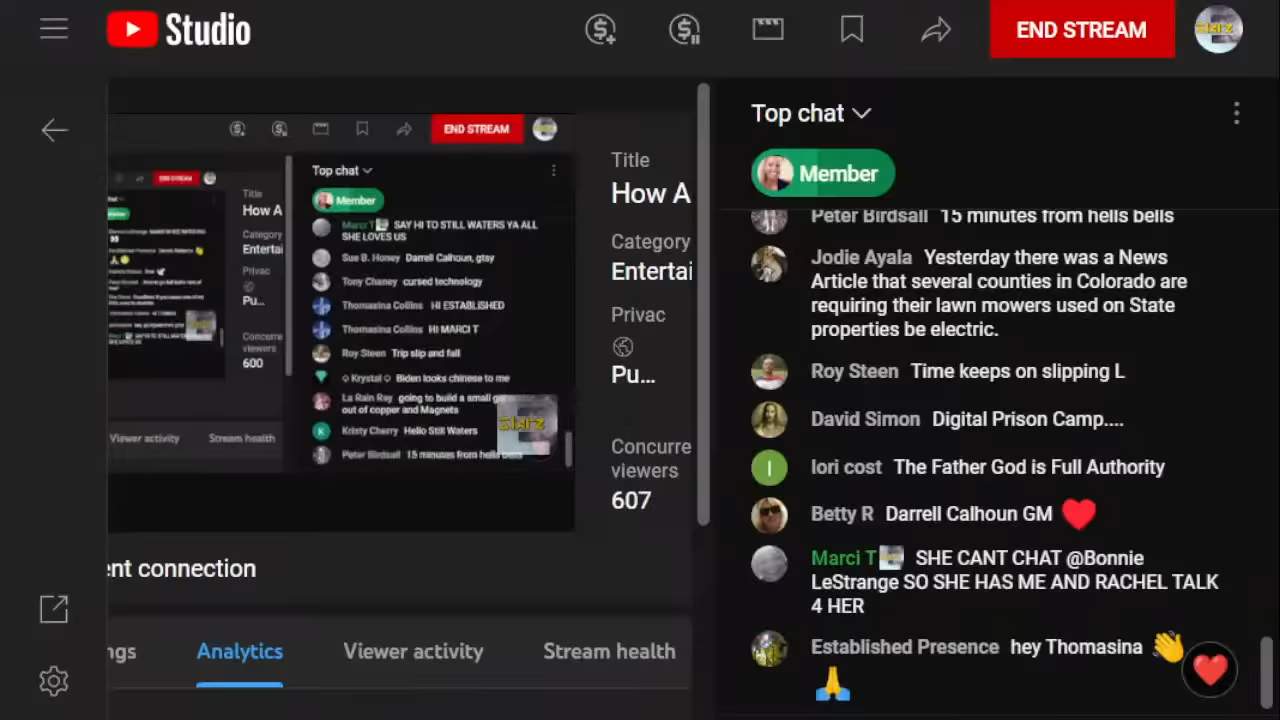 Studio
END STREAM
Starz
END STREAM
Top chat
Member
Marci T SAY HI TO STILL WATERS YA ALL
SHE LOVES US
Sue B. Honey Darrell Calhoun, gtsy
Tony Chaney cursed technology
Thomasina Collins HI ESTABLISHED
Thomasina Collins HI MARCI T
Roy Steen Trip slip and fall
◇ Krystal ◇ Biden looks chinese to me
La Rain Ray going to build a small
out of copper and Magnets
Kristy Cherry Hello Still Waters
Peter Birdsall 15 minutes from hells bells
Starz
Title
How A
Category
Entertai
Privac
Pu...
Concurre
viewers
600
Viewer activity
Stream health
Title
How A
Category
Entertai
Privac
Pu...
Concurre
viewers
607
ent connection
ngs
Analytics
Viewer activity
Stream health
Top chat
Member
Peter Birdsall 15 minutes from hells bells
Jodie Ayala Yesterday there was a News
Article that several counties in Colorado are
requiring their lawn mowers used on State
properties be electric.
Roy Steen Time keeps on slipping L
David Simon Digital Prison Camp....
I
lori cost The Father God is Full Authority
Betty R Darrell Calhoun GM ❤️
Marci T SHE CANT CHAT @Bonnie
LeStrange SO SHE HAS ME AND RACHEL TALK
4 HER
Established Presence hey Thomasina 👋
🙏